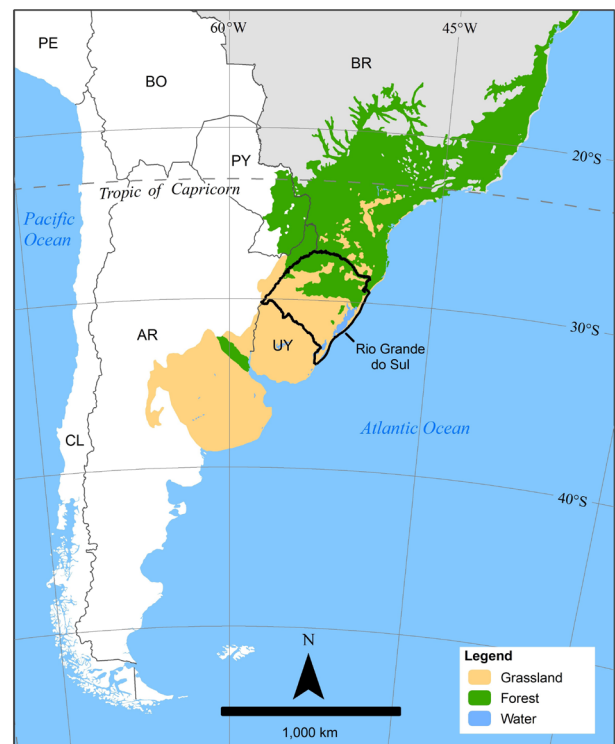 60°W
45°W
PE
BR
BO
20°S
PY
Tropic of Capricorn
Pacific
Ocean
30°S
AR
UY
Rio Grande
do Sul
Atlantic Ocean
CL
40°S
N
1,000 km
Legend
Grassland
Forest
Water